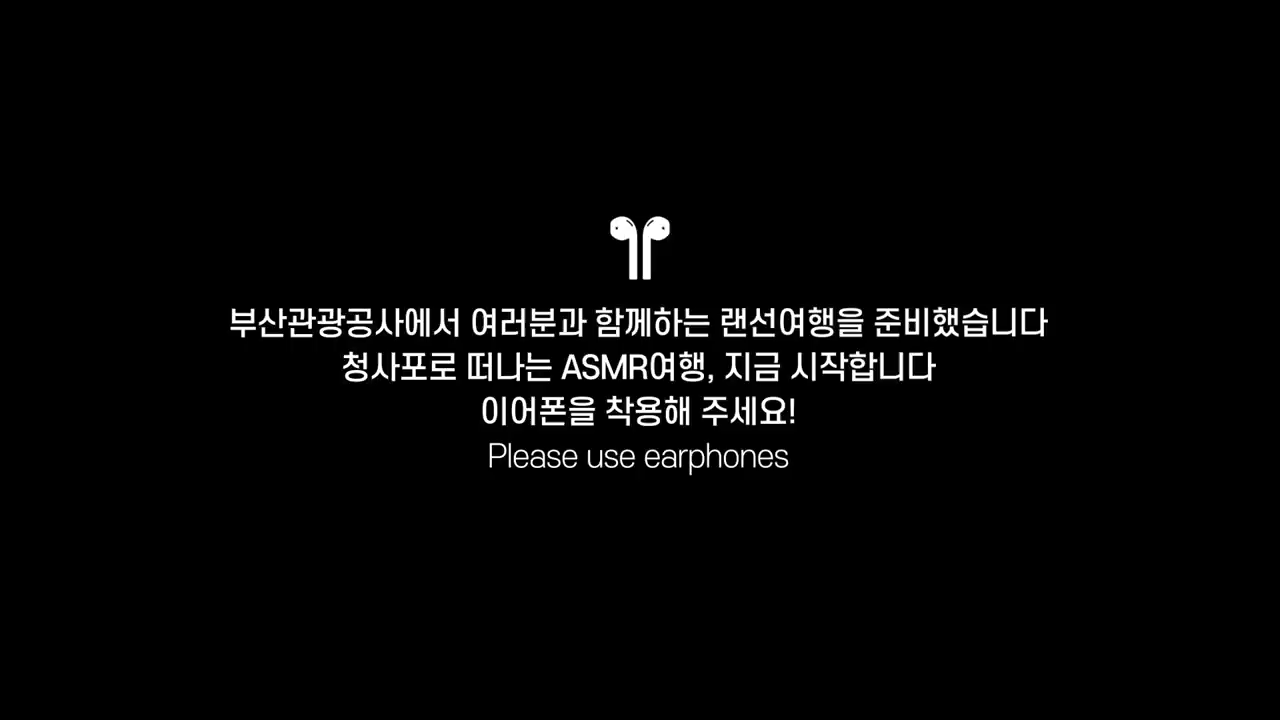 부산관광공사에서 여러분과 함께하는 랜선여행을 준비했습니다
청사포로 떠나는 ASMR여행, 지금 시작합니다
이어폰을 착용해 주세요!
Please use earphones